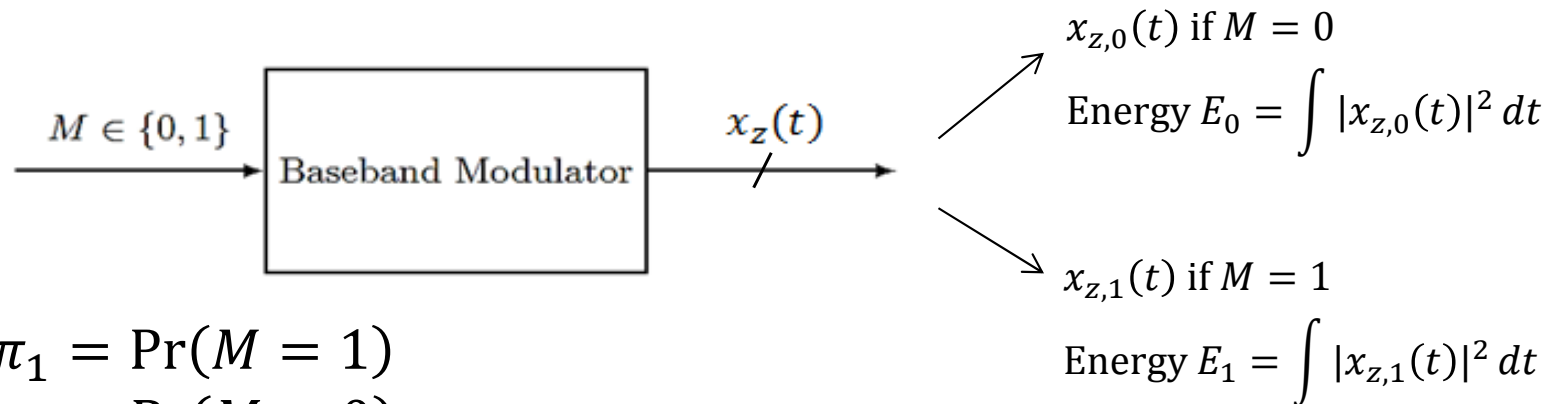 M ∈ {0, 1}
Baseband Modulator
x_z(t)
x_{z,0}(t) if M = 0
Energy E_0 = ∫ |x_{z,0}(t)|² dt
x_{z,1}(t) if M = 1
Energy E_1 = ∫ |x_{z,1}(t)|² dt
π_1 = Pr(M = 1)